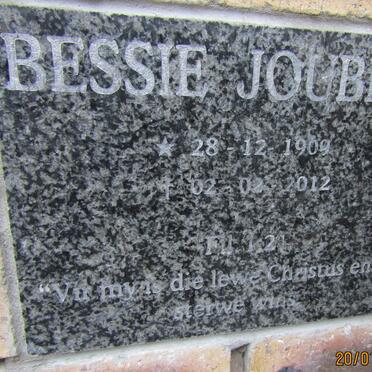 BESSIE JOUB
★ 28 - 12 - 1909
† 02 - 02 - 2012
Fil 1:21
"Vir my is die lewe Christus en
sterwe wins
20/0